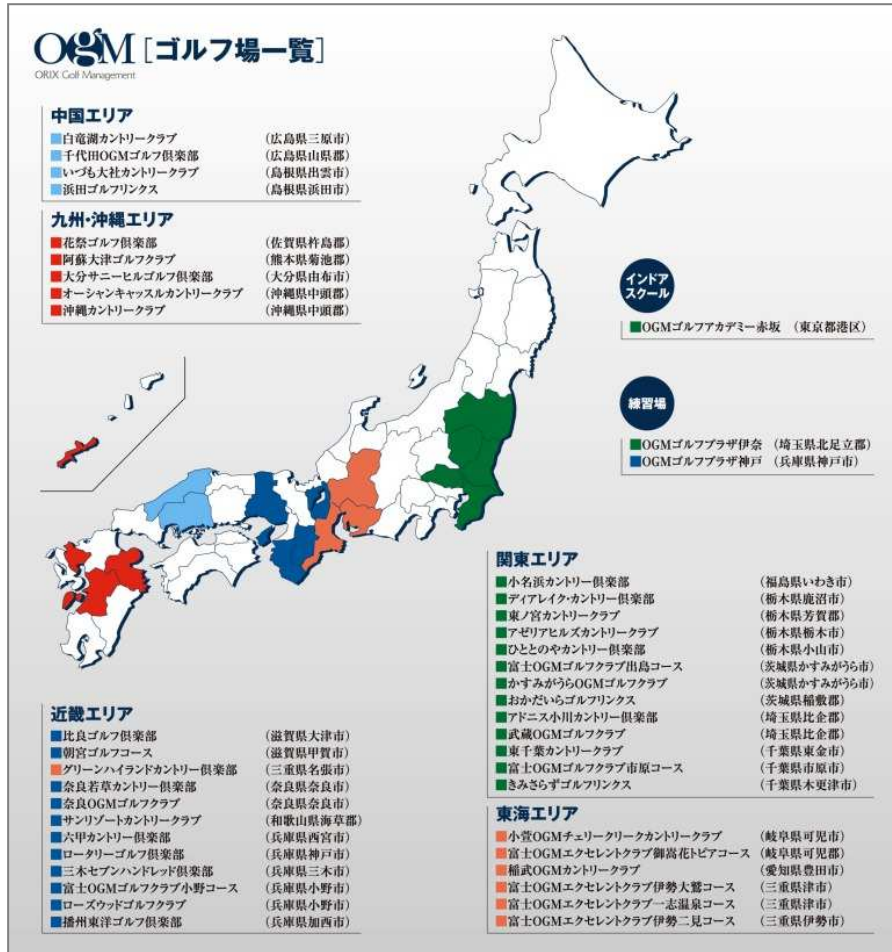 OGM [ゴルフ場一覧]
ORIX Golf Management
中国エリア
白竜湖カントリークラブ (広島県三原市)
千代田OGMゴルフ倶楽部 (広島県山県郡)
いづも大社カントリークラブ (島根県出雲市)
浜田ゴルフリンクス (島根県浜田市)
九州・沖縄エリア
花祭ゴルフ倶楽部 (佐賀県杵島郡)
阿蘇大津ゴルフクラブ (熊本県菊池郡)
大分サニーヒルゴルフ倶楽部 (大分県由布市)
オーシャンキャッスルカントリークラブ (沖縄県中頭郡)
沖縄カントリークラブ (沖縄県中頭郡)
インドア
スクール
OGMゴルフアカデミー赤坂 (東京都港区)
練習場
OGMゴルフプラザ伊奈 (埼玉県北足立郡)
OGMゴルフプラザ神戸 (兵庫県神戸市)
関東エリア
小名浜カントリー倶楽部 (福島県いわき市)
ディアレイク・カントリー倶楽部 (栃木県鹿沼市)
東ノ宮カントリークラブ (栃木県芳賀郡)
アゼリアヒルズカントリークラブ (栃木県栃木市)
ひととのやカントリー倶楽部 (栃木県小山市)
富士OGMゴルフクラブ出島コース (茨城県かすみがうら市)
かすみがうらOGMゴルフクラブ (茨城県かすみがうら市)
おかだいらゴルフリンクス (茨城県稲敷郡)
アドニス小川カントリー倶楽部 (埼玉県比企郡)
武蔵OGMゴルフクラブ (埼玉県比企郡)
東千葉カントリークラブ (千葉県東金市)
富士OGMゴルフクラブ市原コース (千葉県市原市)
きみさらずゴルフリンクス (千葉県木更津市)
近畿エリア
比良ゴルフ倶楽部 (滋賀県大津市)
朝宮ゴルフコース (滋賀県甲賀市)
グリーンハイランドカントリー倶楽部 (三重県名張市)
奈良若草カントリー倶楽部 (奈良県奈良市)
奈良OGMゴルフクラブ (奈良県奈良市)
サンリゾートカントリークラブ (和歌山県海草郡)
六甲カントリー倶楽部 (兵庫県西宮市)
ロータリーゴルフ倶楽部 (兵庫県神戸市)
三木セブンハンドレッド倶楽部 (兵庫県三木市)
富士OGMゴルフクラブ小野コース (兵庫県小野市)
ローズウッドゴルフクラブ (兵庫県小野市)
播州東洋ゴルフ倶楽部 (兵庫県加西市)
東海エリア
小萱OGMチェリークリークカントリークラブ (岐阜県可児市)
富士OGMエクセレントクラブ御嵩花トピアコース (岐阜県可児郡)
稲武OGMカントリークラブ (愛知県豊田市)
富士OGMエクセレントクラブ伊勢大鷲コース (三重県津市)
富士OGMエクセレントクラブ一志温泉コース (三重県津市)
富士OGMエクセレントクラブ伊勢二見コース (三重県伊勢市)